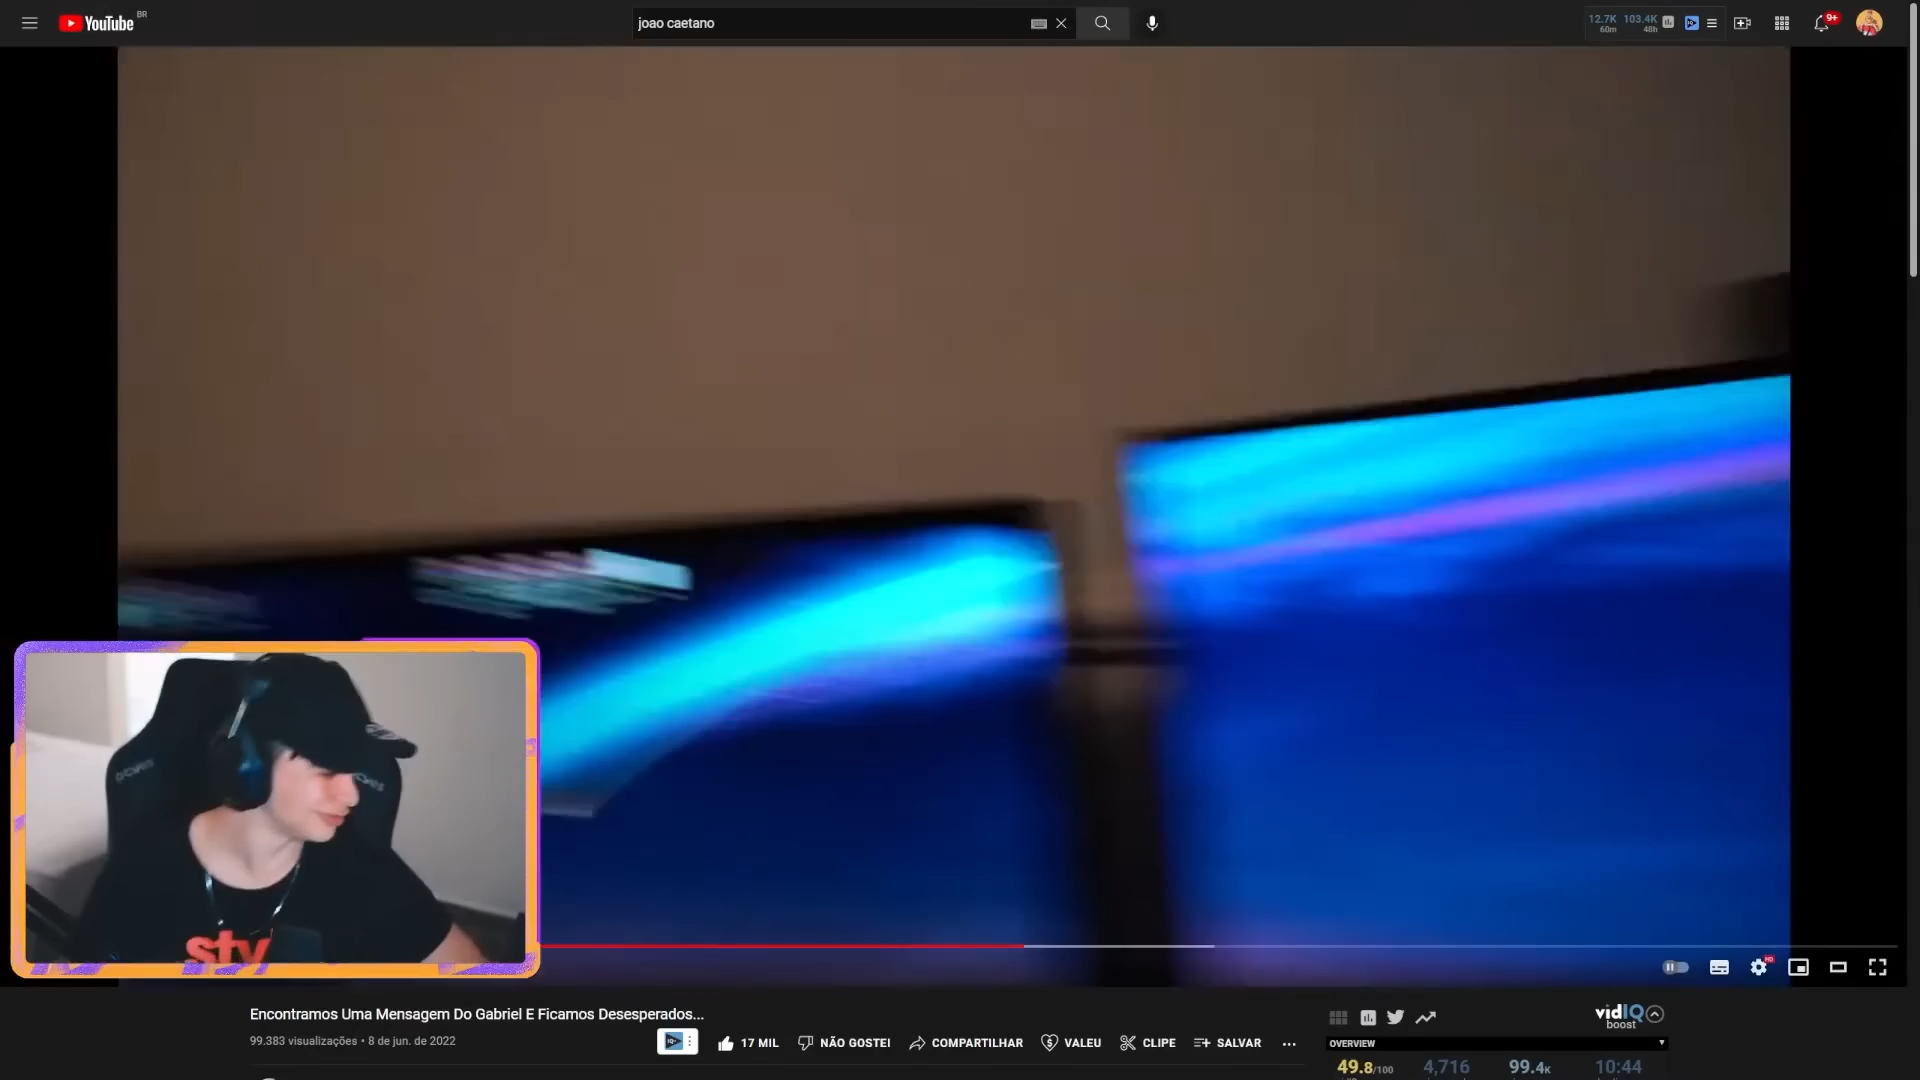 YouTube BR
joao caetano
12.7K 103.4K
60m 48h
9+
HD
Encontramos Uma Mensagem Do Gabriel E Ficamos Desesperados...
99.383 visualizações • 8 de jun. de 2022
17 MIL NÃO GOSTEI COMPARTILHAR VALEU CLIPE SALVAR ...
vidIQ
boost
OVERVIEW
49.8/100 4,716 99.4K 10:44
sty